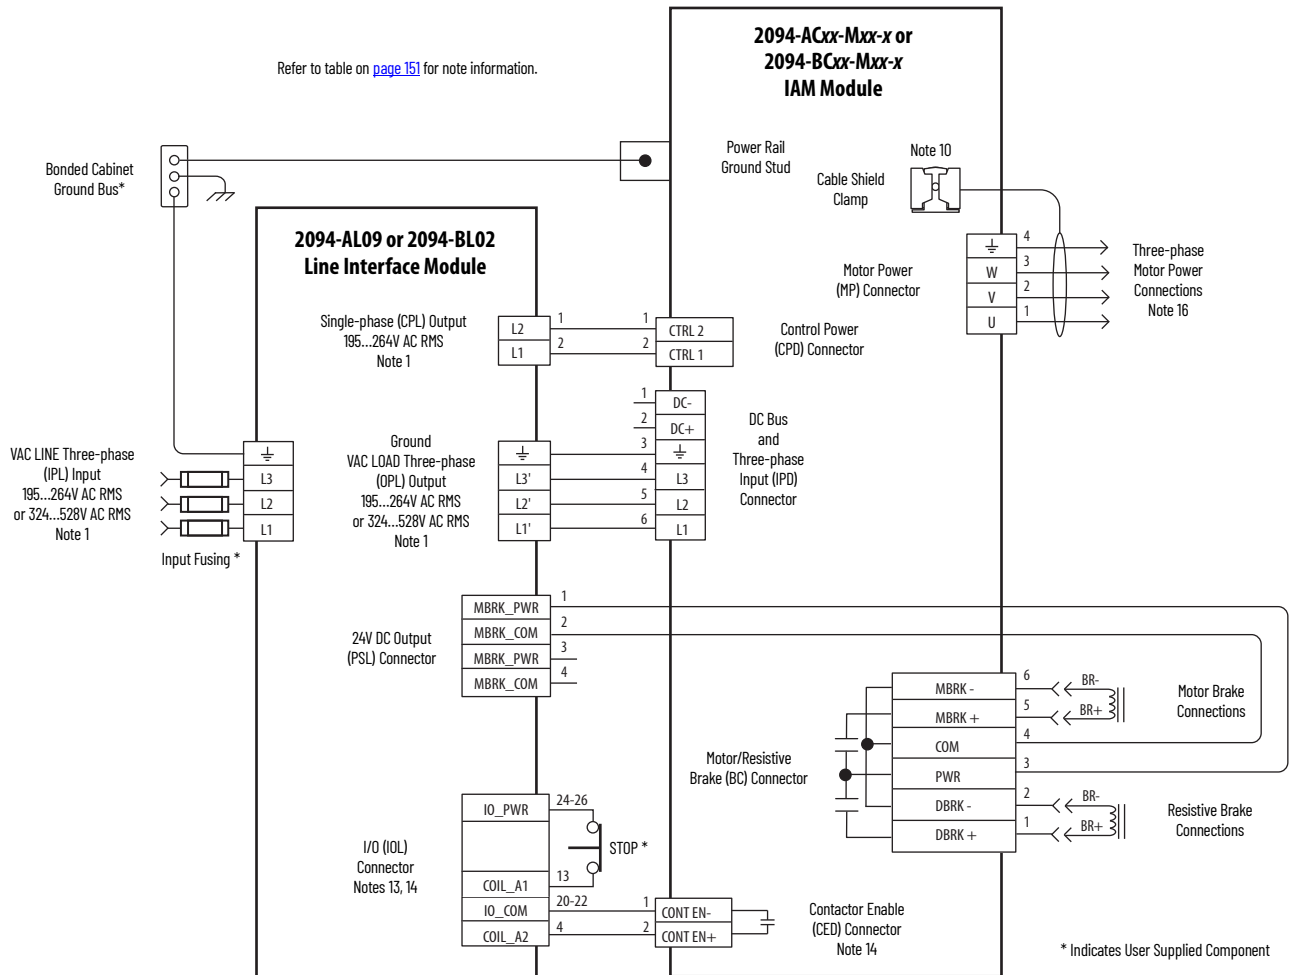 Refer to table on page 151 for note information.
2094-ACxx-Mxx-x or
2094-BCxx-Mxx-x
IAM Module
Bonded Cabinet
Ground Bus*
Power Rail
Ground Stud
Note 10
Cable Shield
Clamp
2094-AL09 or 2094-BL02
Line Interface Module
Motor Power
(MP) Connector
4
W
3
V
2
U
1
Three-phase
Motor Power
Connections
Note 16
Single-phase (CPL) Output
195...264V AC RMS
Note 1
L2
1
1
CTRL 2
L1
2
2
CTRL 1
Control Power
(CPD) Connector
1
DC-
2
DC+
3
4
L3
5
L2
6
L1
DC Bus
and
Three-phase
Input (IPD)
Connector
VAC LINE Three-phase
(IPL) Input
195...264V AC RMS
or 324...528V AC RMS
Note 1
L3
L2
L1
Input Fusing *
Ground
VAC LOAD Three-phase
(OPL) Output
195...264V AC RMS
or 324...528V AC RMS
Note 1
L3'
L2'
L1'
24V DC Output
(PSL) Connector
MBRK_PWR
1
MBRK_COM
2
MBRK_PWR
3
MBRK_COM
4
Motor/Resistive
Brake (BC) Connector
MBRK -
6
BR-
MBRK +
5
BR+
COM
4
PWR
3
DBRK -
2
BR-
DBRK +
1
BR+
Motor Brake
Connections
Resistive Brake
Connections
I/O (IOL)
Connector
Notes 13, 14
IO_PWR
24-26
STOP *
COIL_A1
13
IO_COM
20-22
COIL_A2
4
1
CONT EN-
2
CONT EN+
Contactor Enable
(CED) Connector
Note 14
* Indicates User Supplied Component